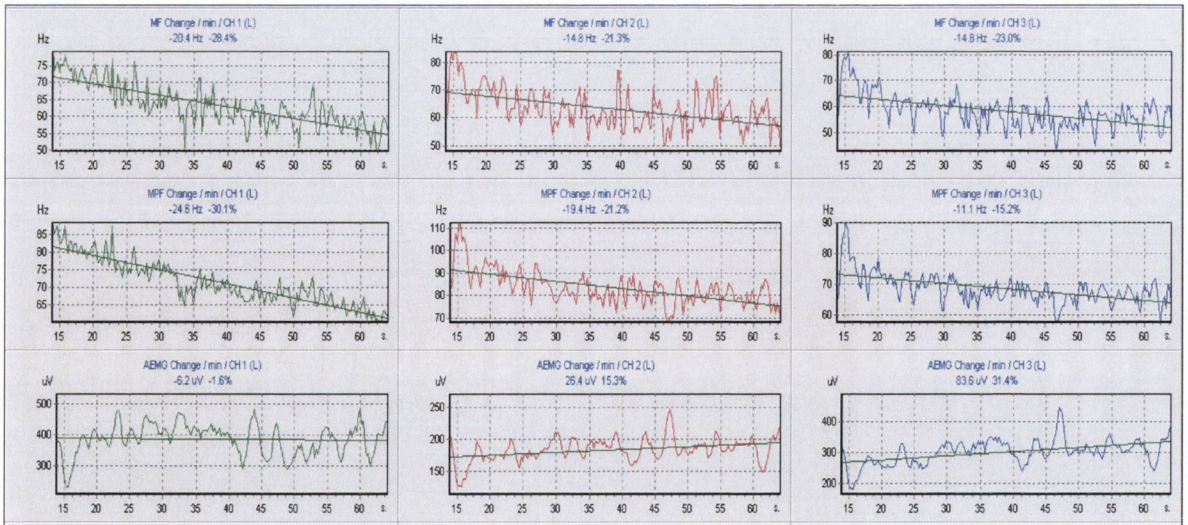 MF Change / min / CH 1 (L)
-20.4 Hz -28.4%
Hz
75
70
65
60
55
50
15 20 25 30 35 40 45 50 55 60 s.
MF Change / min / CH 2 (L)
-14.8 Hz -21.3%
Hz
80
70
60
50
15 20 25 30 35 40 45 50 55 60 s.
MF Change / min / CH 3 (L)
-14.8 Hz -23.0%
Hz
80
70
60
50
15 20 25 30 35 40 45 50 55 60 s.
MPF Change / min / CH 1 (L)
-24.6 Hz -30.1%
Hz
85
80
75
70
65
15 20 25 30 35 40 45 50 55 60 s.
MPF Change / min / CH 2 (L)
-19.4 Hz -21.2%
Hz
110
100
90
80
70
15 20 25 30 35 40 45 50 55 60 s.
MPF Change / min / CH 3 (L)
-11.1 Hz -15.2%
Hz
90
80
70
60
15 20 25 30 35 40 45 50 55 60 s.
AEMG Change / min / CH 1 (L)
-6.2 uV -1.6%
uV
500
400
300
15 20 25 30 35 40 45 50 55 60 s.
AEMG Change / min / CH 2 (L)
26.4 uV 15.3%
uV
250
200
150
15 20 25 30 35 40 45 50 55 60 s.
AEMG Change / min / CH 3 (L)
83.6 uV 31.4%
uV
400
300
200
15 20 25 30 35 40 45 50 55 60 s.